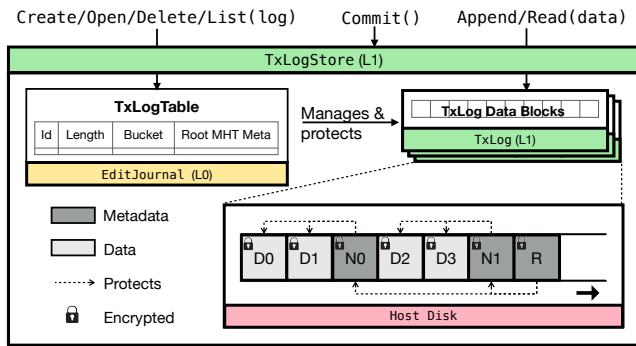 Create/Open/Delete/List(log)
Commit()
Append/Read(data)
TxLogStore (L1)
TxLogTable
Id Length Bucket Root MHT Meta
EditJournal (L0)
Manages &
protects
TxLog Data Blocks
TxLog (L1)
Metadata
Data
Protects
Encrypted
D0 D1 N0 D2 D3 N1 R
Host Disk